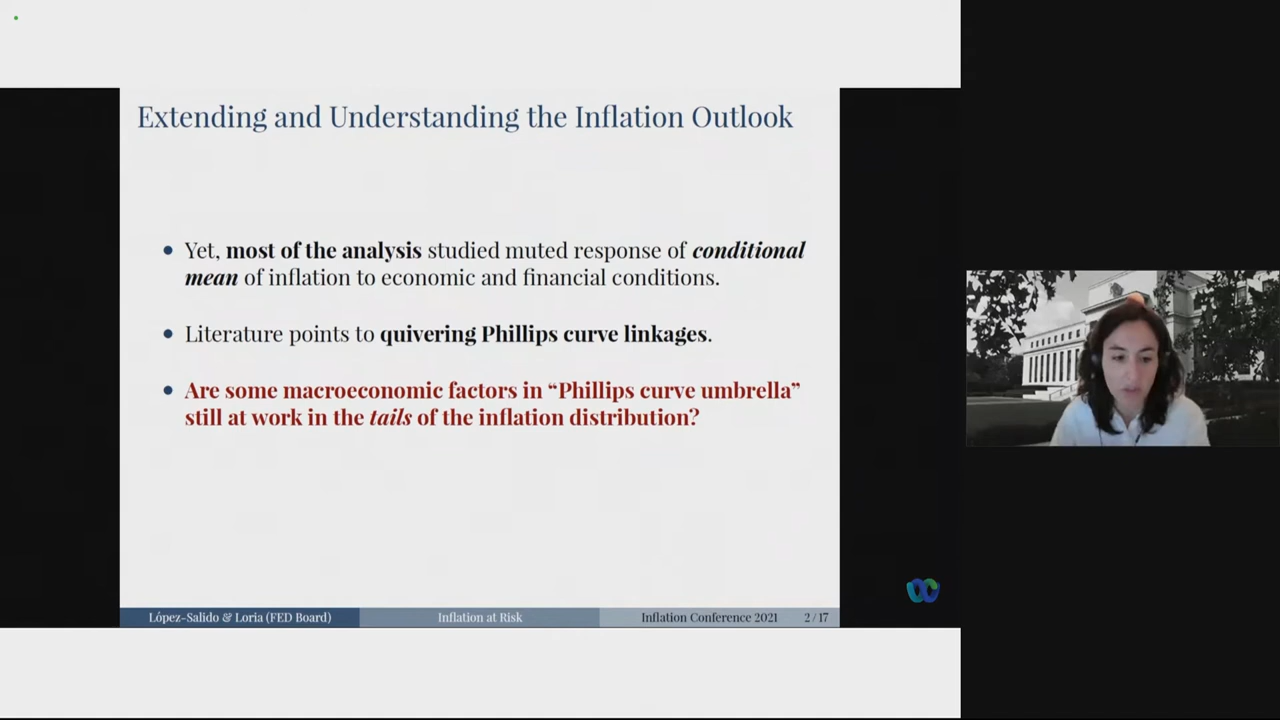 Extending and Understanding the Inflation Outlook
• Yet, most of the analysis studied muted response of conditional
mean of inflation to economic and financial conditions.
• Literature points to quivering Phillips curve linkages.
• Are some macroeconomic factors in “Phillips curve umbrella”
still at work in the tails of the inflation distribution?
López-Salido & Loria (FED Board) Inflation at Risk Inflation Conference 2021 2 / 17